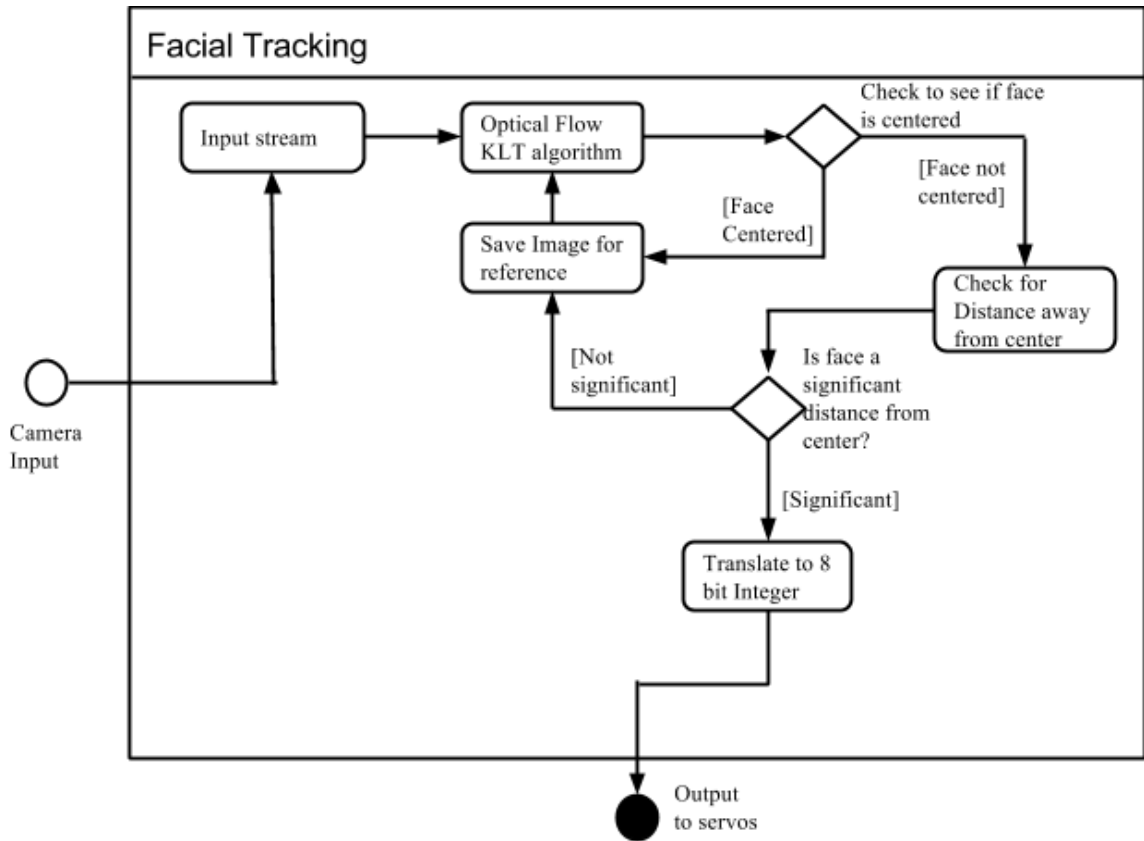 Facial Tracking
Input stream
Optical Flow
KLT algorithm
Check to see if face
is centered
[Face not
centered]
[Face
Centered]
Save Image for
reference
Check for
Distance away
from center
[Not
significant]
Is face a
significant
distance from
center?
Camera
Input
[Significant]
Translate to 8
bit Integer
Output
to servos